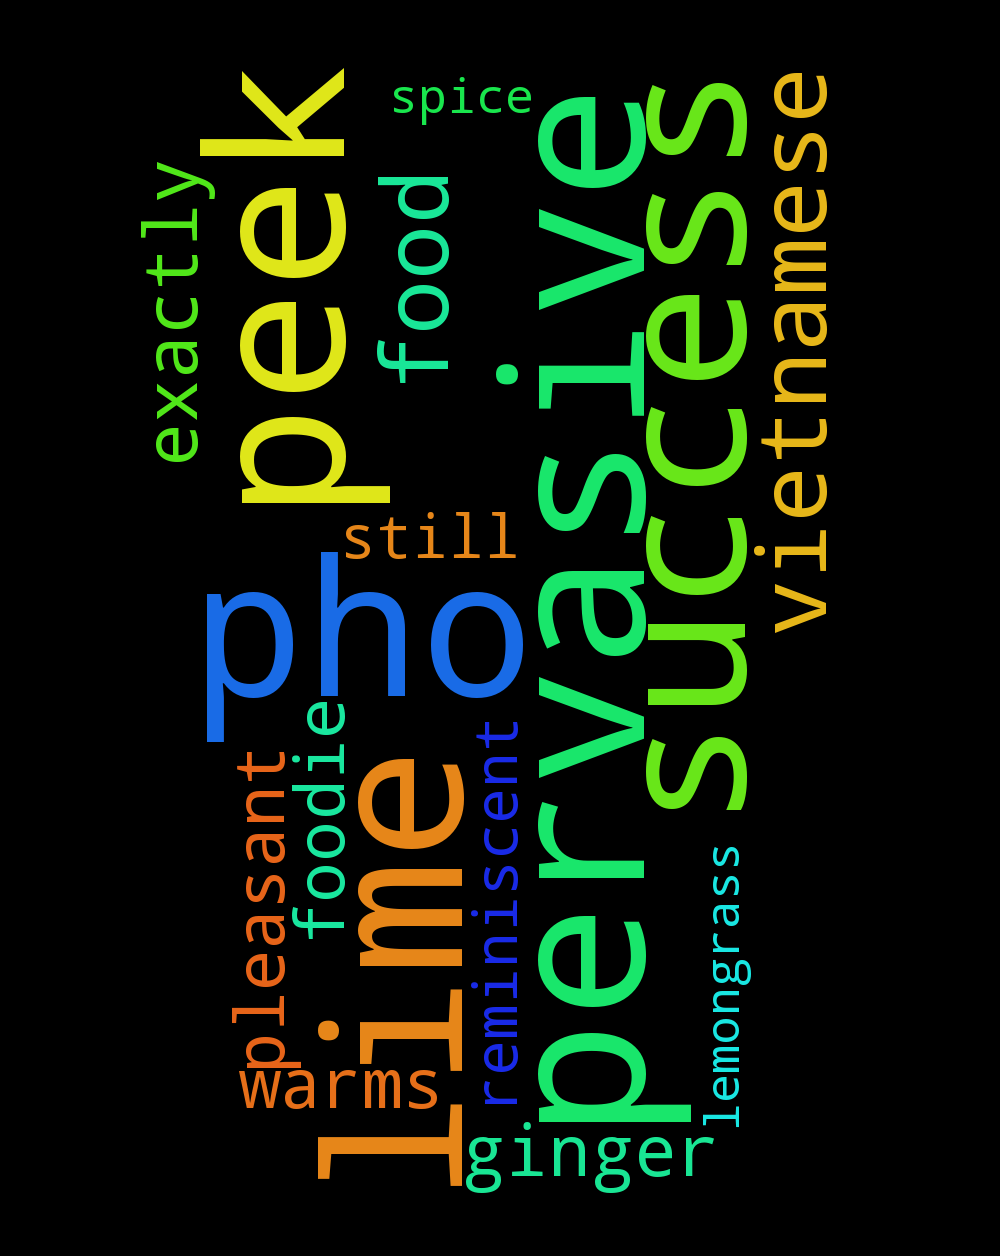 spice
exactly
peek
food
pervasive
success
vietnamese
still
pho
pleasant
foodie
lime
reminiscent
lemongrass
warms
ginger